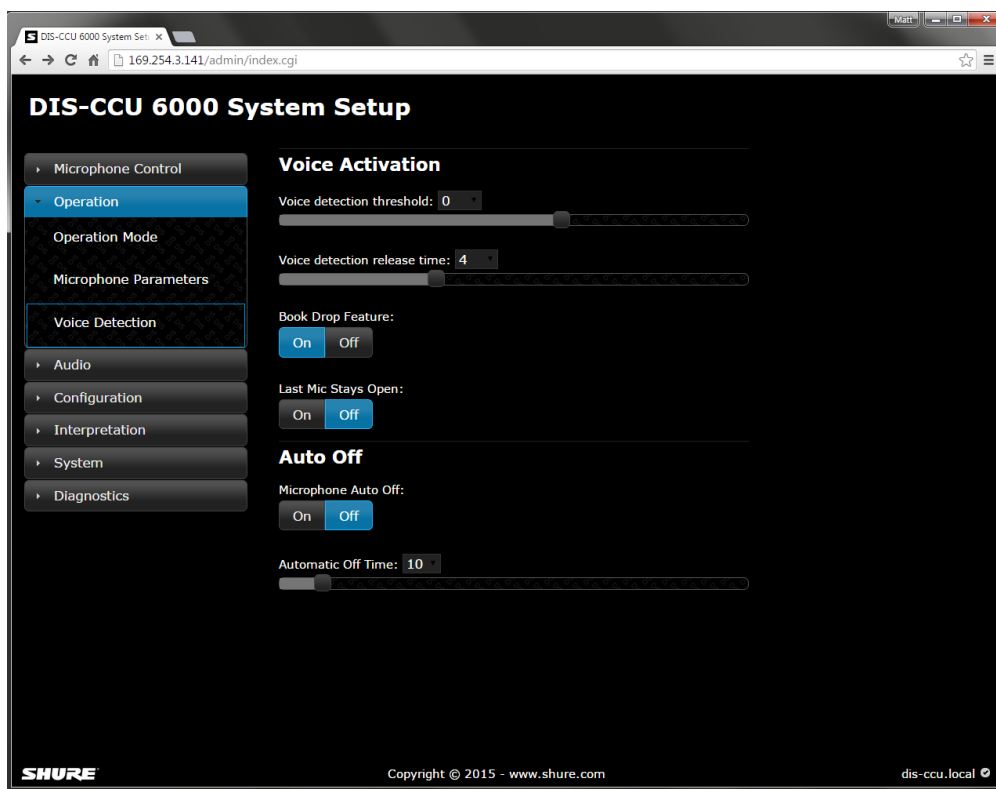 Matt
DIS-CCU 6000 System Set
169.254.3.141/admin/index.cgi
DIS-CCU 6000 System Setup
Microphone Control
Operation
Operation Mode
Microphone Parameters
Voice Detection
Audio
Configuration
Interpretation
System
Diagnostics
Voice Activation
Voice detection threshold: 0
Voice detection release time: 4
Book Drop Feature:
On Off
Last Mic Stays Open:
On Off
Auto Off
Microphone Auto Off:
On Off
Automatic Off Time: 10
SHURE Copyright © 2015 - www.shure.com dis-ccu.local